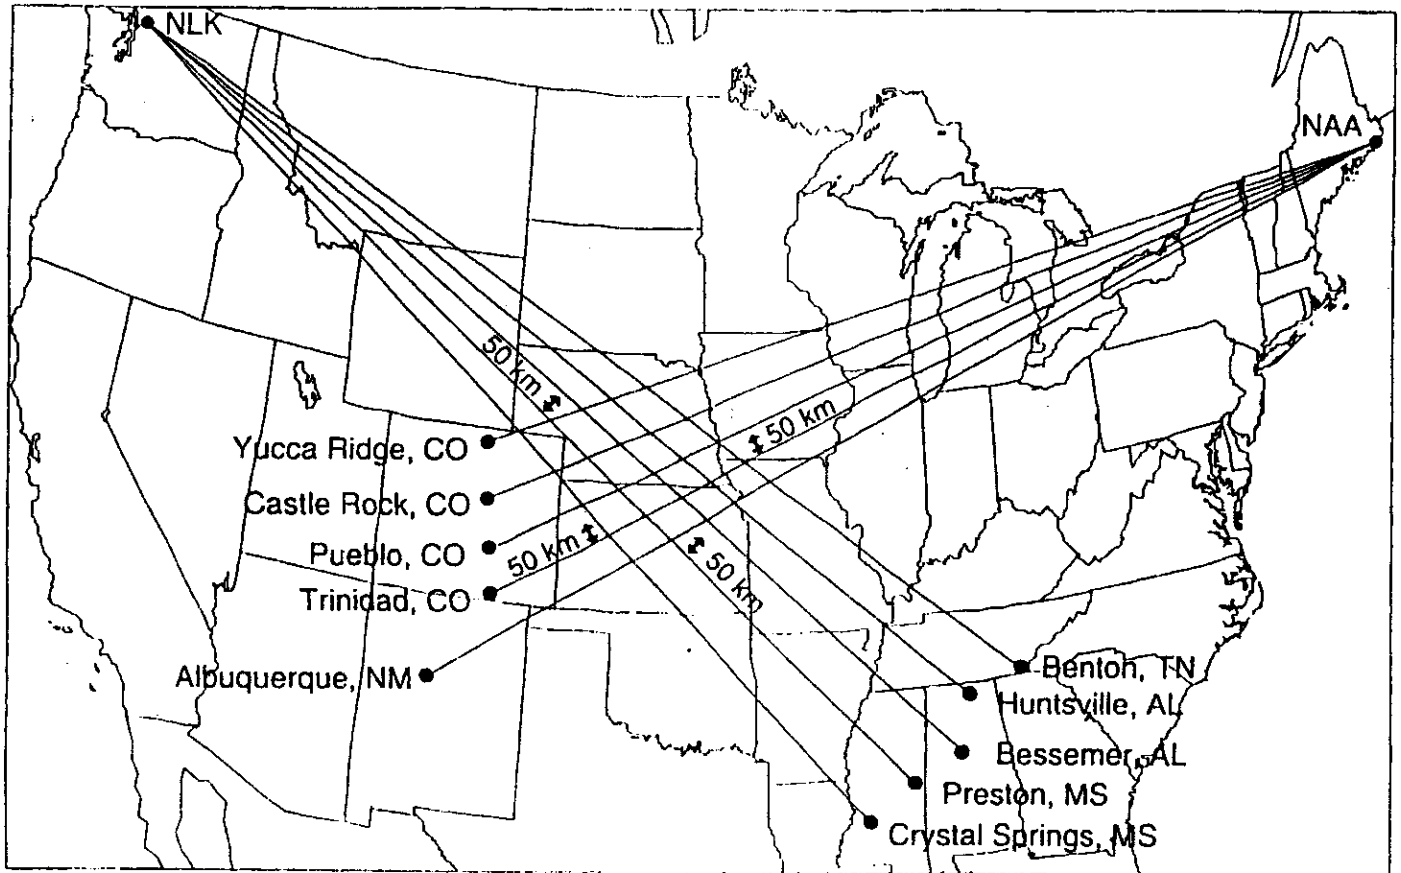 NLK
NAA
50 km
50 km
Yucca Ridge, CO
Castle Rock, CO
Pueblo, CO
50 km
Trinidad, CO
50 km
Albuquerque, NM
Benton, TN
Huntsville, AL
Bessemer, AL
Preston, MS
Crystal Springs, MS